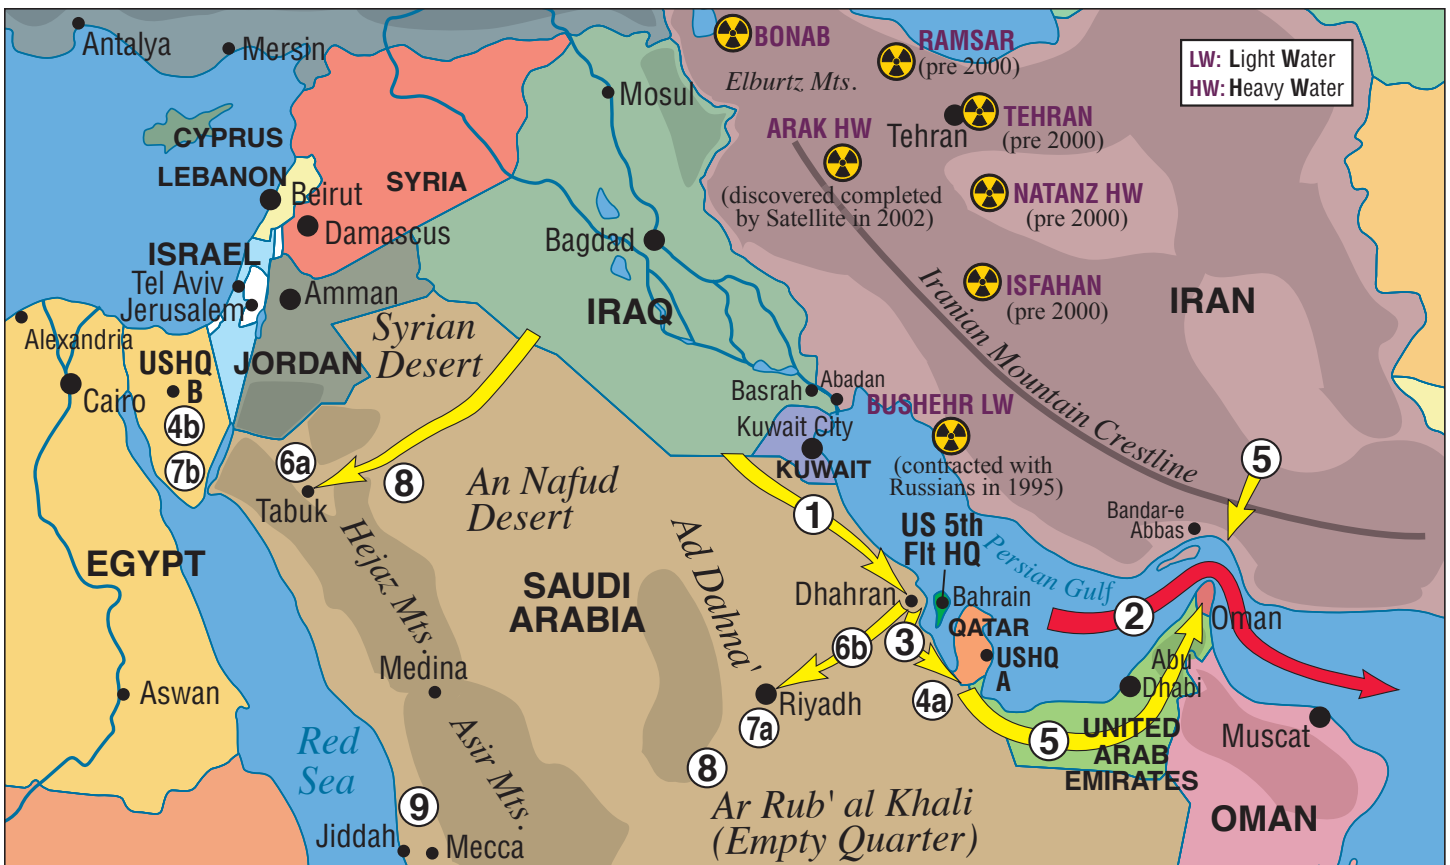 Antalya
Mersin
BONAB
RAMSAR
(pre 2000)
Elburtz Mts.
LW: Light Water
HW: Heavy Water
Mosul
CYPRUS
ARAK HW
Tehran
TEHRAN
(pre 2000)
LEBANON
Beirut
SYRIA
(discovered completed
by Satellite in 2002)
NATANZ HW
(pre 2000)
Damascus
Bagdad
ISRAEL
Tel Aviv
Jerusalem
Amman
ISFAHAN
(pre 2000)
IRAN
IRAQ
Iranian Mountain Crestline
Alexandria
Syrian
Desert
USHQ
B
JORDAN
Cairo
4b
7b
Basrah
Abadan
BUSHEHR LW
Kuwait City
KUWAIT
(contracted with
Russians in 1995)
6a
8
Tabuk
An Nafud
Desert
1
5
Bandar-e
Abbas
US 5th
Flt HQ
Persian Gulf
EGYPT
Hejaz Mts.
SAUDI
ARABIA
Ad Dahna'
Dhahran
Bahrain
QATAR
USHQ
A
2
Oman
6b
3
4a
Medina
Aswan
Riyadh
7a
Abu
Dhabi
5
UNITED
ARAB
EMIRATES
Muscat
Red
Sea
Asir Mts.
8
9
Ar Rub' al Khali
(Empty Quarter)
OMAN
Jiddah
Mecca